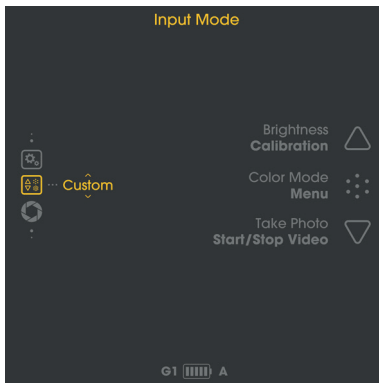 Input Mode
Brightness
Calibration
Custom
Color Mode
Menu
Take Photo
Start/Stop Video
G1 A